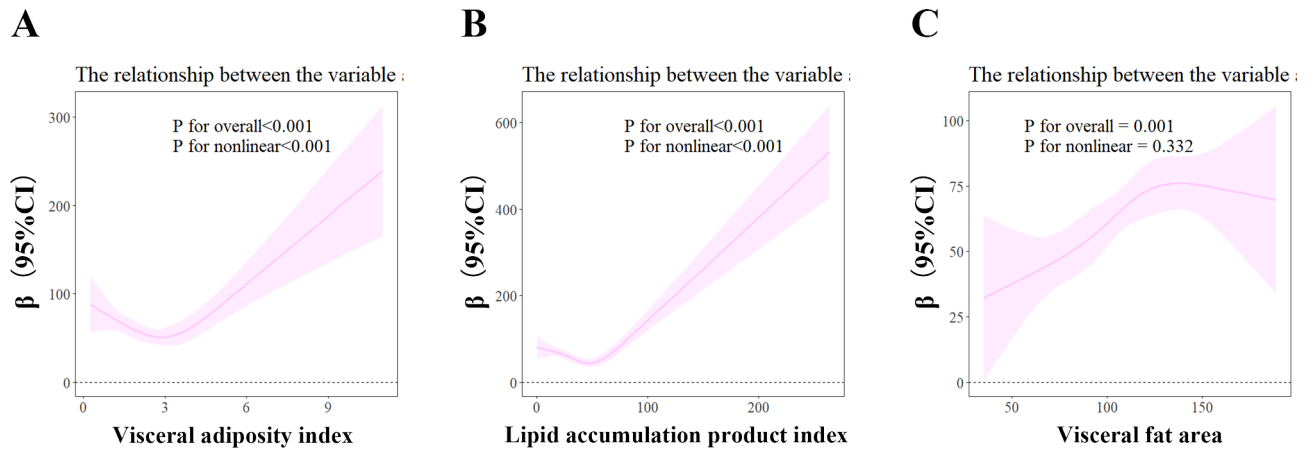 A
B
C
The relationship between the variable
The relationship between the variable
The relationship between the variable
P for overall<0.001
P for nonlinear<0.001
P for overall<0.001
P for nonlinear<0.001
P for overall = 0.001
P for nonlinear = 0.332
β（95%CI）
300
200
100
0
0 3 6 9
Visceral adiposity index
β（95%CI）
600
400
200
0
0 100 200
Lipid accumulation product index
β（95%CI）
100
75
50
25
0
50 100 150
Visceral fat area